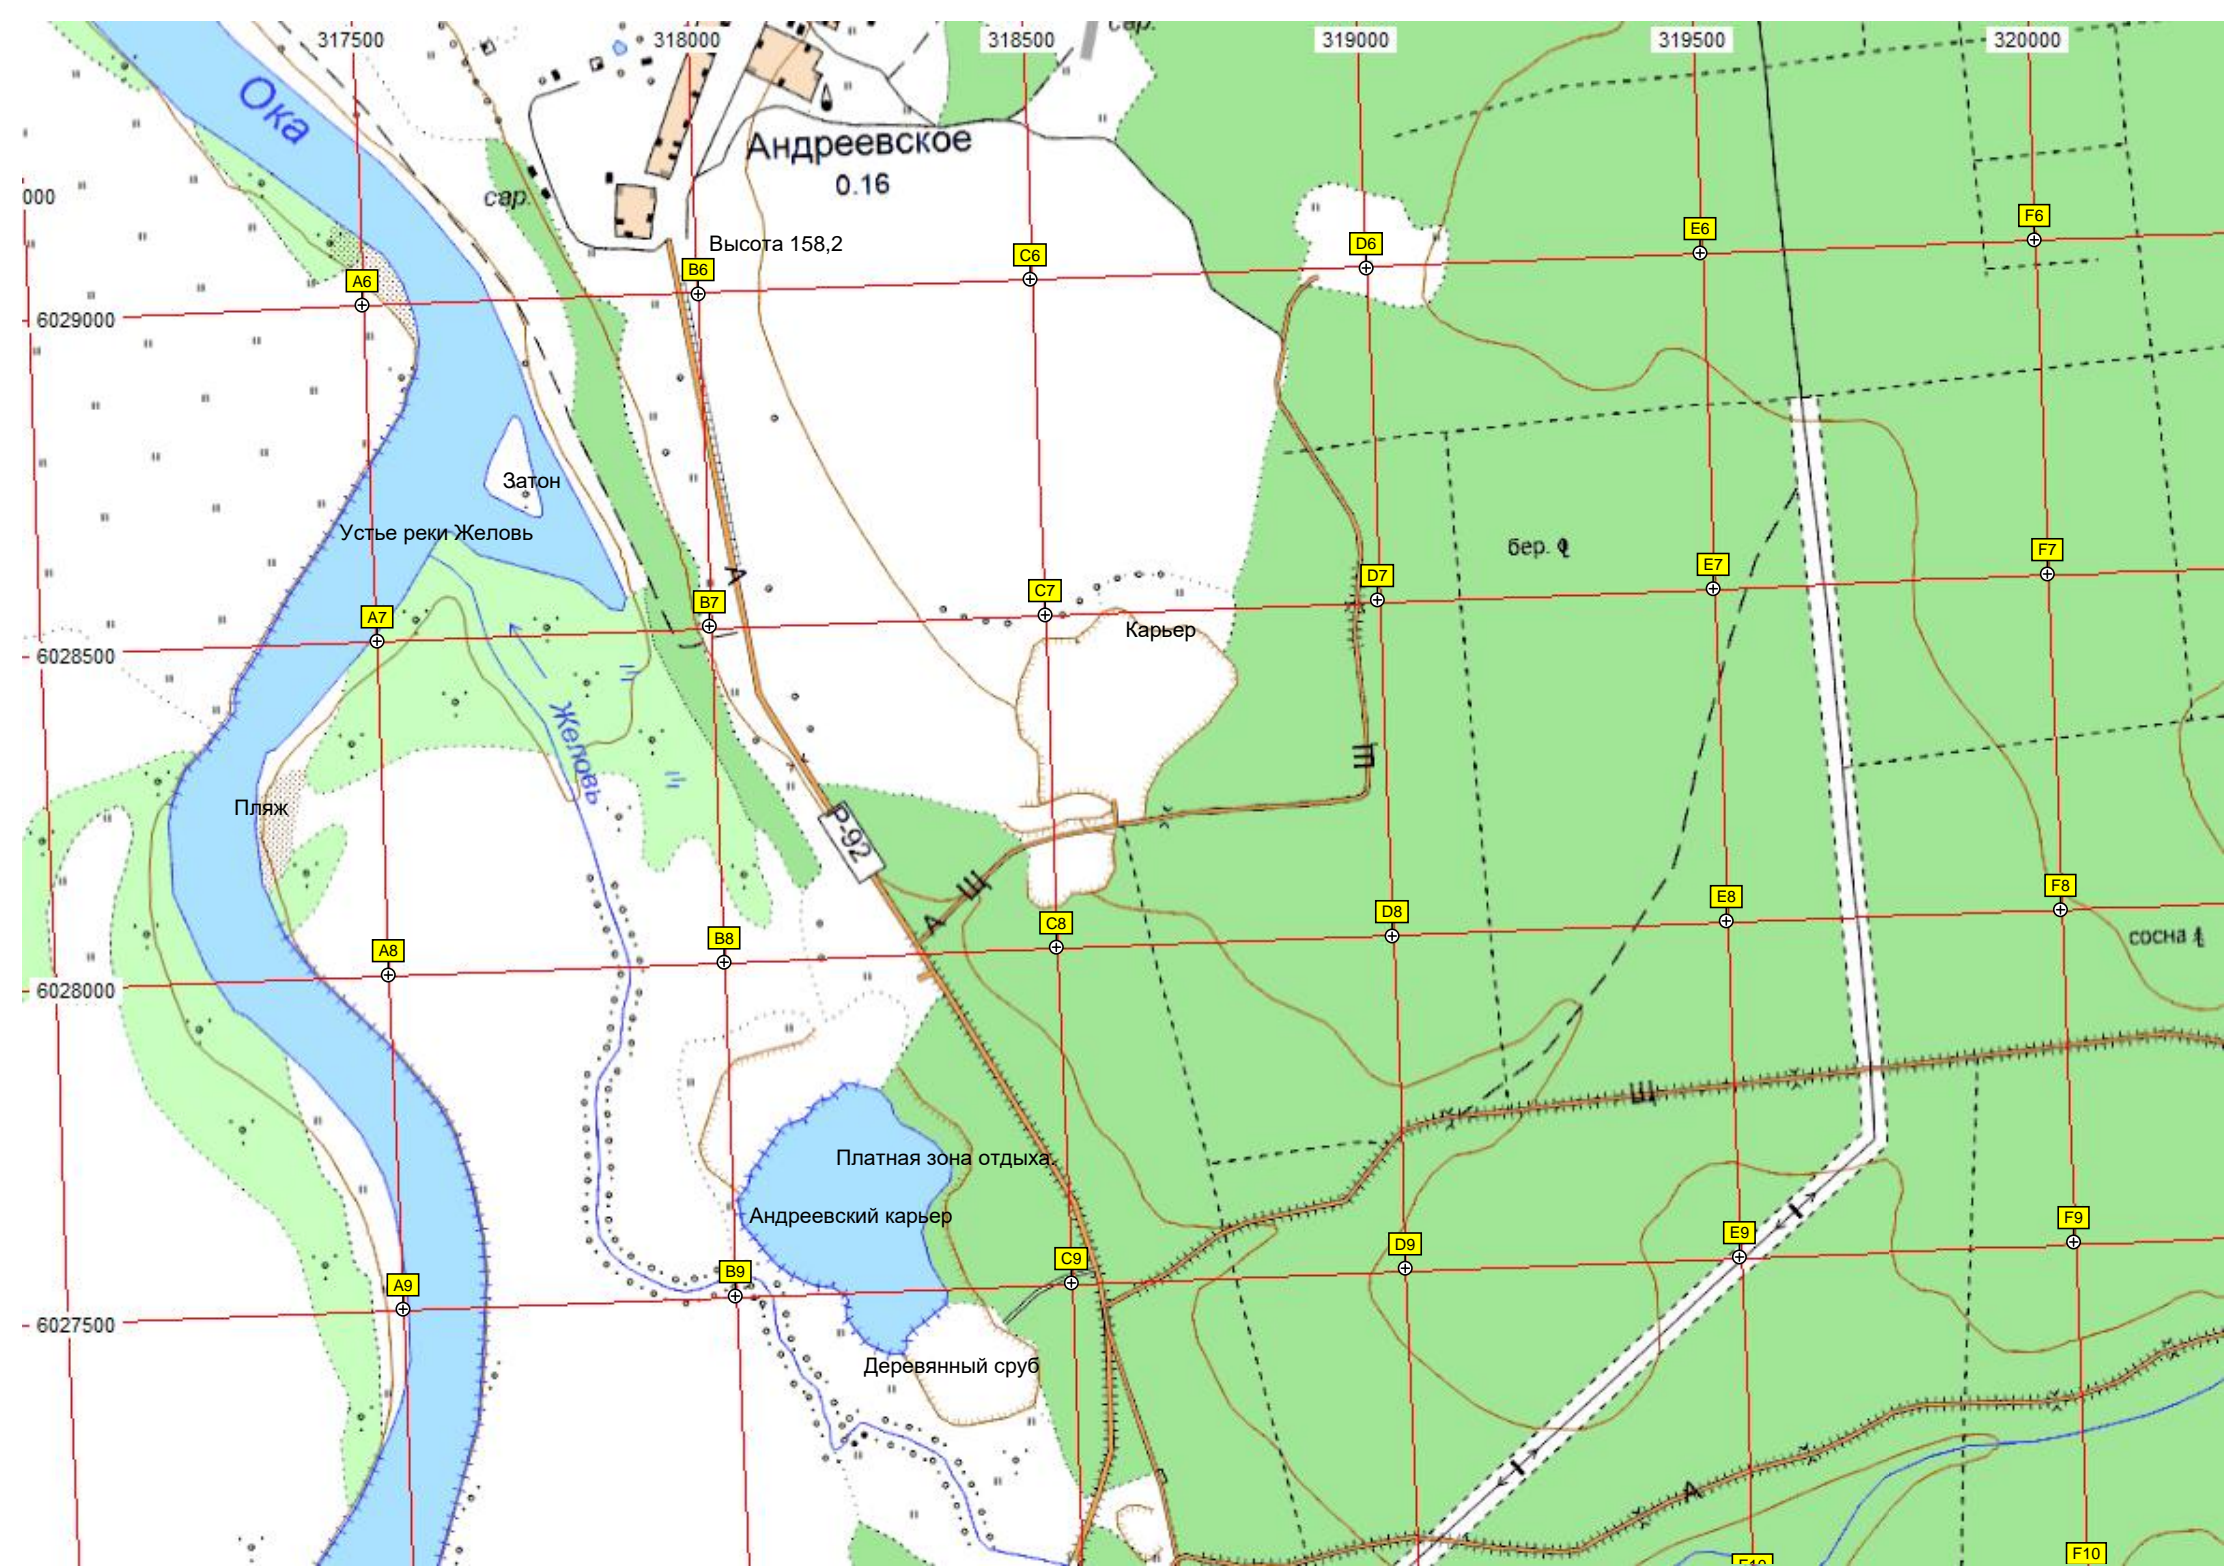 317500 318000 318500 319000 319500 320000
сар.
Ока
Андреевское
0.16
сар.
000
Высота 158,2
A6 B6 C6 D6 E6 F6
6029000
Затон
Устье реки Желовь
бер.
А
A7 B7 C7 D7 E7 F7
Карьер
6028500
Желовь
Щ
Пляж
Р-92
Щ
А
A8 B8 C8 D8 E8 F8
сосна
6028000
Щ
Платная зона отдыха
Андреевский карьер
A9 B9 C9 D9 E9 F9
6027500
Деревянный сруб
А
F10